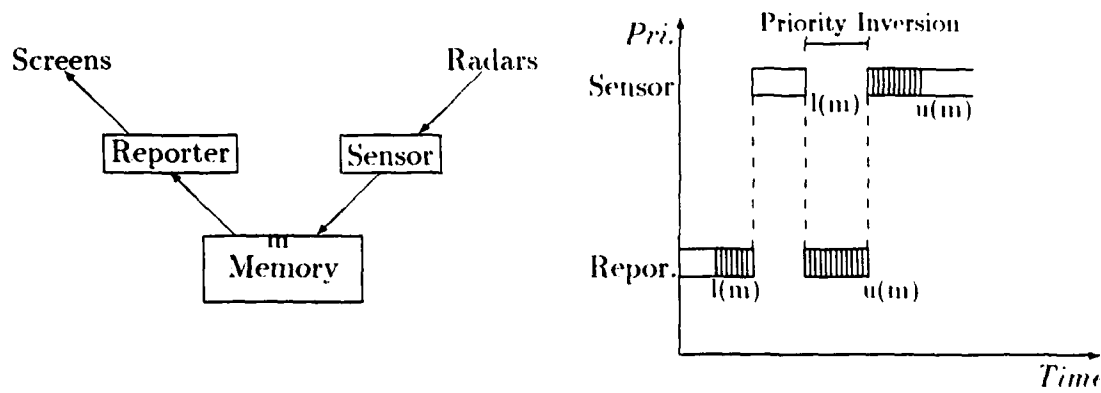 Screens
Radars
Reporter
Sensor
m
Memory
Priority Inversion
Pri.
Sensor
l(m)
u(m)
Repor.
l(m)
u(m)
Time